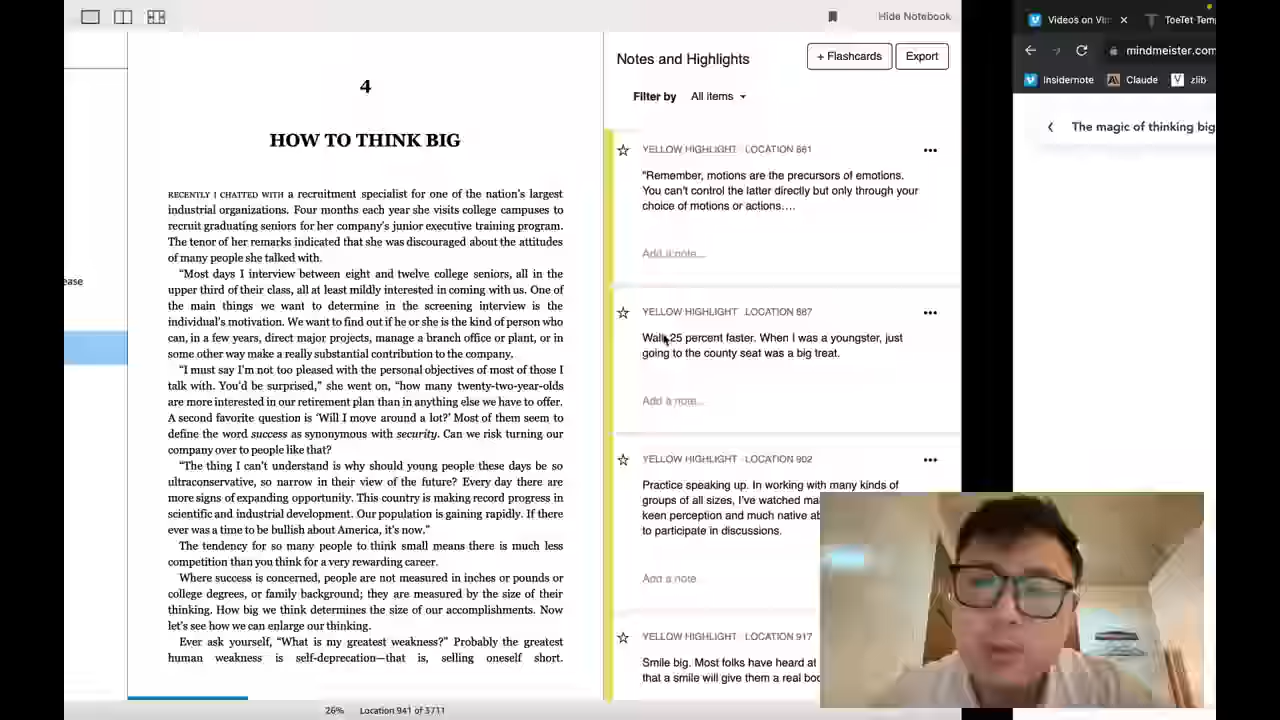 Hide Notebook
4
HOW TO THINK BIG
RECENTLY I CHATTED WITH a recruitment specialist for one of the nation's largest
industrial organizations. Four months each year she visits college campuses to
recruit graduating seniors for her company's junior executive training program.
The tenor of her remarks indicated that she was discouraged about the attitudes
of many people she talked with.
“Most days I interview between eight and twelve college seniors, all in the
upper third of their class, all at least mildly interested in coming with us. One of
the main things we want to determine in the screening interview is the
individual's motivation. We want to find out if he or she is the kind of person who
can, in a few years, direct major projects, manage a branch office or plant, or in
some other way make a really substantial contribution to the company.
“I must say I'm not too pleased with the personal objectives of most of those I
talk with. You'd be surprised,” she went on, “how many twenty-two-year-olds
are more interested in our retirement plan than in anything else we have to offer.
A second favorite question is ‘Will I move around a lot?’ Most of them seem to
define the word success as synonymous with security. Can we risk turning our
company over to people like that?
“The thing I can't understand is why should young people these days be so
ultraconservative, so narrow in their view of the future? Every day there are
more signs of expanding opportunity. This country is making record progress in
scientific and industrial development. Our population is gaining rapidly. If there
ever was a time to be bullish about America, it's now.”
The tendency for so many people to think small means there is much less
competition than you think for a very rewarding career.
Where success is concerned, people are not measured in inches or pounds or
college degrees, or family background; they are measured by the size of their
thinking. How big we think determines the size of our accomplishments. Now
let's see how we can enlarge our thinking.
Ever ask yourself, “What is my greatest weakness?” Probably the greatest
human weakness is self-deprecation—that is, selling oneself short.
26% Location 941 of 3711
ease
Notes and Highlights
+ Flashcards
Export
Filter by All items
YELLOW HIGHLIGHT LOCATION 881
"Remember, motions are the precursors of emotions.
You can't control the latter directly but only through your
choice of motions or actions….
Add a note...
YELLOW HIGHLIGHT LOCATION 887
Walk 25 percent faster. When I was a youngster, just
going to the county seat was a big treat.
Add a note...
YELLOW HIGHLIGHT LOCATION 902
Practice speaking up. In working with many kinds of
groups of all sizes, I've watched
keen perception and much native
to participate in discussions.
Add a note
YELLOW HIGHLIGHT LOCATION 917
Smile big. Most folks have heard at
that a smile will give them a real
Videos on
mindmeister.com
Insidernote
Claude
zlib
The magic of thinking big